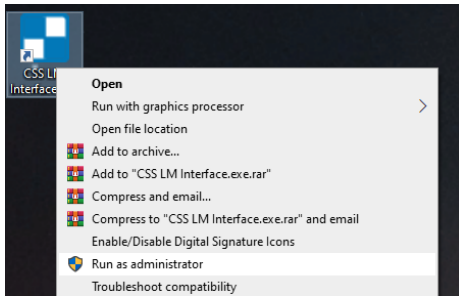 CSS L
Interface
Open
Run with graphics processor
Open file location
Add to archive...
Add to "CSS LM Interface.exe.rar"
Compress and email...
Compress to "CSS LM Interface.exe.rar" and email
Enable/Disable Digital Signature Icons
Run as administrator
Troubleshoot compatibility